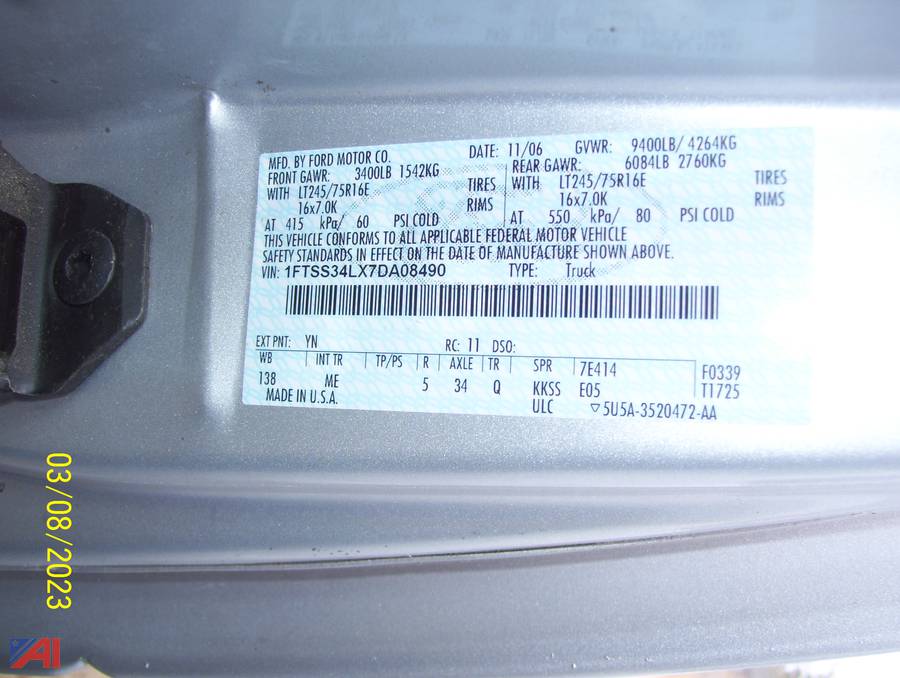 MFD. BY FORD MOTOR CO. DATE: 11/06 GVWR: 9400LB/ 4264KG
FRONT GAWR: 3400LB 1542KG REAR GAWR: 6084LB 2760KG
WITH LT245/75R16E TIRES WITH LT245/75R16E TIRES
16x7.0K RIMS 16x7.0K RIMS
AT 415 kPa/ 60 PSI COLD AT 550 kPa/ 80 PSI COLD
THIS VEHICLE CONFORMS TO ALL APPLICABLE FEDERAL MOTOR VEHICLE
SAFETY STANDARDS IN EFFECT ON THE DATE OF MANUFACTURE SHOWN ABOVE.
VIN: 1FTSS34LX7DA08490 TYPE: Truck
EXT PNT: YN RC: 11 DSO:
WB INT TR TP/PS R AXLE TR SPR 7E414 F0339
138 ME 5 34 Q KKSS E05 T1725
MADE IN U.S.A. ULC ▽5U5A-3520472-AA
03/08/2023
AI